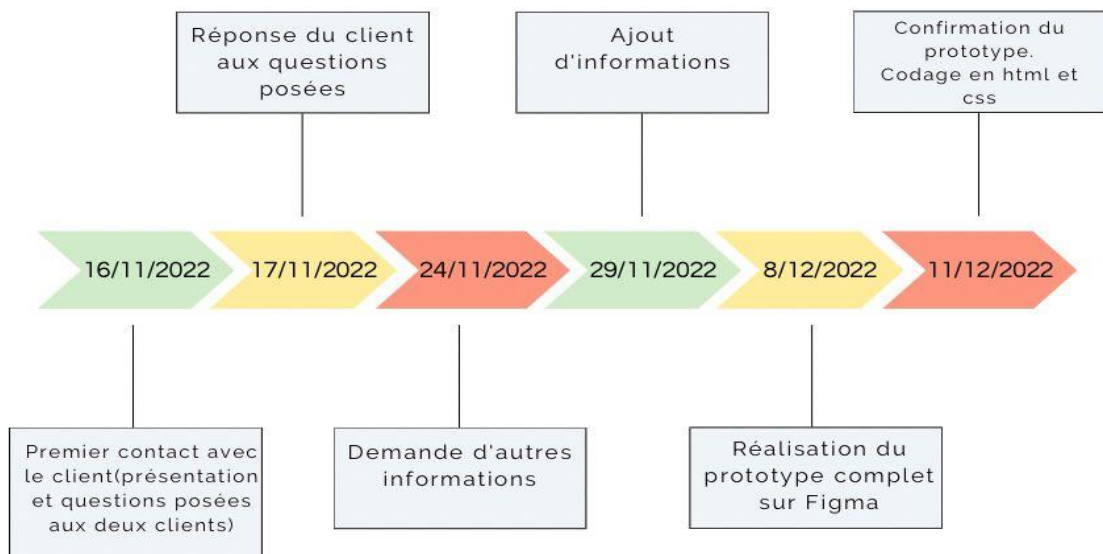 Réponse du client
aux questions
posées
Ajout
d'informations
Confirmation du
prototype.
Codage en html et
css
16/11/2022
17/11/2022
24/11/2022
29/11/2022
8/12/2022
11/12/2022
Premier contact avec
le client(présentation
et questions posées
aux deux clients)
Demande d'autres
informations
Réalisation du
prototype complet
sur Figma